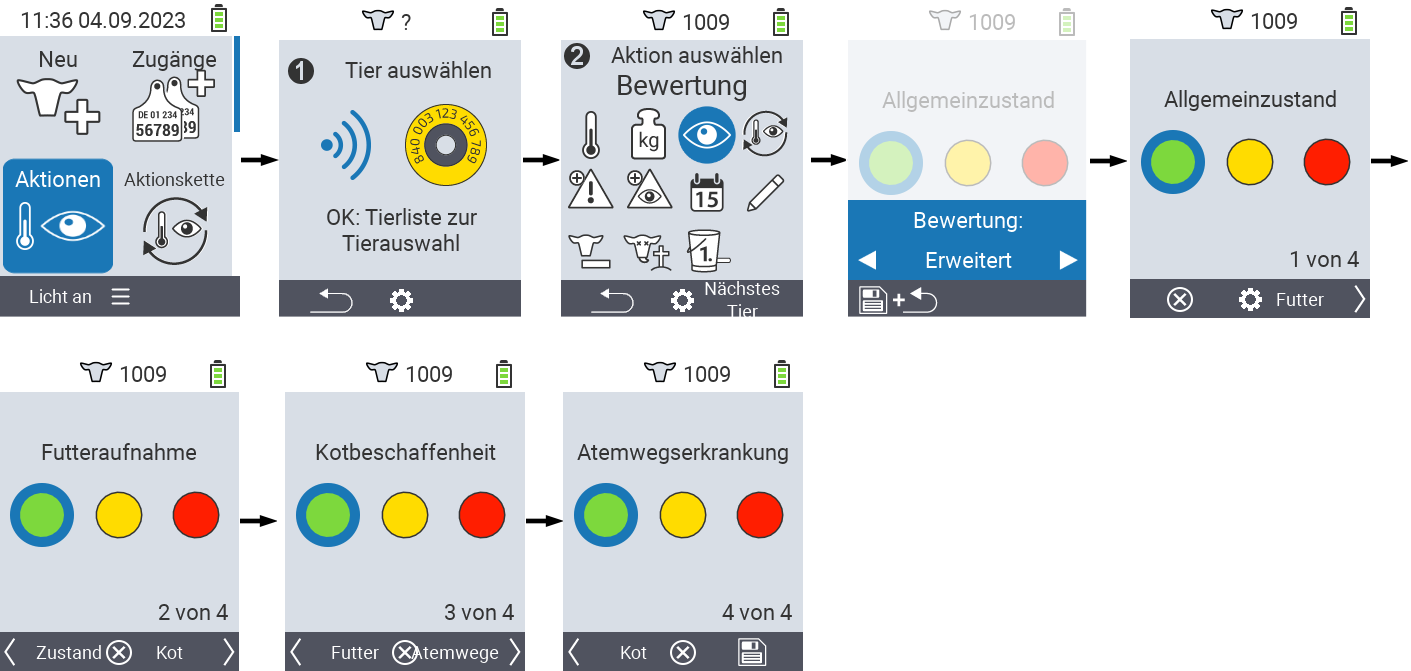 11:36 04.09.2023
Neu
Zugänge
DE 01 234
234
56789
89
Aktionen
Aktionskette
Licht an
?
1
Tier auswählen
840 003 123 456 789
OK: Tierliste zur
Tierauswahl
1009
2
Aktion auswählen
Bewertung
kg
15
1.
Nächstes
Tier
1009
Allgemeinzustand
Bewertung:
Erweitert
+
1009
Allgemeinzustand
1 von 4
Futter
1009
Futteraufnahme
2 von 4
Zustand
Kot
1009
Kotbeschaffenheit
3 von 4
Futter
Atemwege
1009
Atemwegserkrankung
4 von 4
Kot